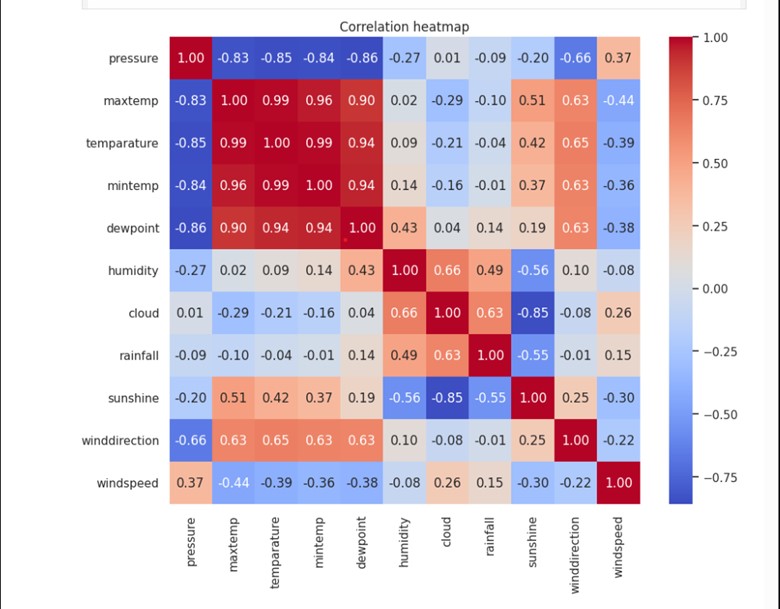 Correlation heatmap
pressure 1.00 -0.83 -0.85 -0.84 -0.86 -0.27 0.01 -0.09 -0.20 -0.66 0.37
maxtemp -0.83 1.00 0.99 0.96 0.90 0.02 -0.29 -0.10 0.51 0.63 -0.44
temparature -0.85 0.99 1.00 0.99 0.94 0.09 -0.21 -0.04 0.42 0.65 -0.39
mintemp -0.84 0.96 0.99 1.00 0.94 0.14 -0.16 -0.01 0.37 0.63 -0.36
dewpoint -0.86 0.90 0.94 0.94 1.00 0.43 0.04 0.14 0.19 0.63 -0.38
humidity -0.27 0.02 0.09 0.14 0.43 1.00 0.66 0.49 -0.56 0.10 -0.08
cloud 0.01 -0.29 -0.21 -0.16 0.04 0.66 1.00 0.63 -0.85 -0.08 0.26
rainfall -0.09 -0.10 -0.04 -0.01 0.14 0.49 0.63 1.00 -0.55 -0.01 0.15
sunshine -0.20 0.51 0.42 0.37 0.19 -0.56 -0.85 -0.55 1.00 0.25 -0.30
winddirection -0.66 0.63 0.65 0.63 0.63 0.10 -0.08 -0.01 0.25 1.00 -0.22
windspeed 0.37 -0.44 -0.39 -0.36 -0.38 -0.08 0.26 0.15 -0.30 -0.22 1.00
pressure
maxtemp
temparature
mintemp
dewpoint
humidity
cloud
rainfall
sunshine
winddirection
windspeed
1.00
0.75
0.50
0.25
0.00
−0.25
−0.50
−0.75